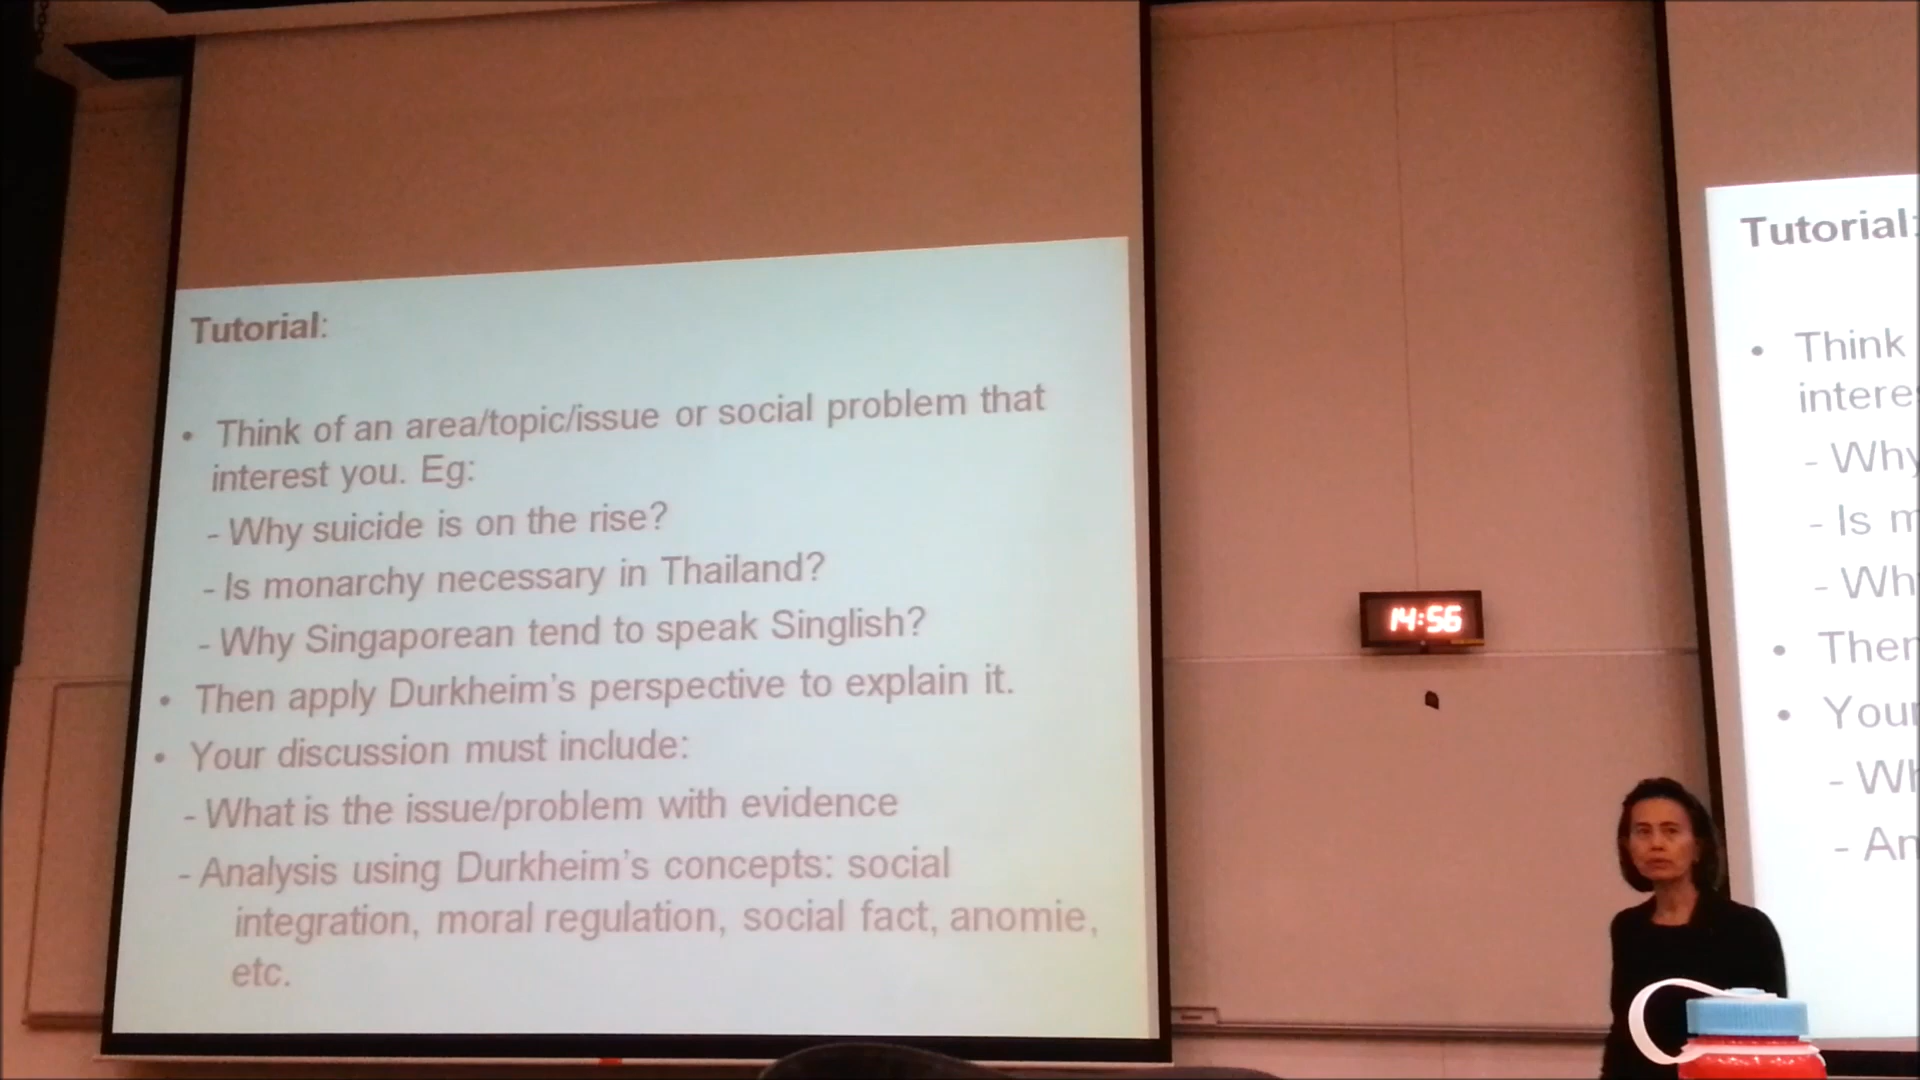 Tutorial:
• Think of an area/topic/issue or social problem that
interest you. Eg:
- Why suicide is on the rise?
- Is monarchy necessary in Thailand?
- Why Singaporean tend to speak Singlish?
• Then apply Durkheim's perspective to explain it.
• Your discussion must include:
- What is the issue/problem with evidence
- Analysis using Durkheim's concepts: social
integration, moral regulation, social fact, anomie,
etc.
14:56
Tutorial:
• Think
intere
- Why
- Is m
- Wh
• Then
• Your
- Wh
- An